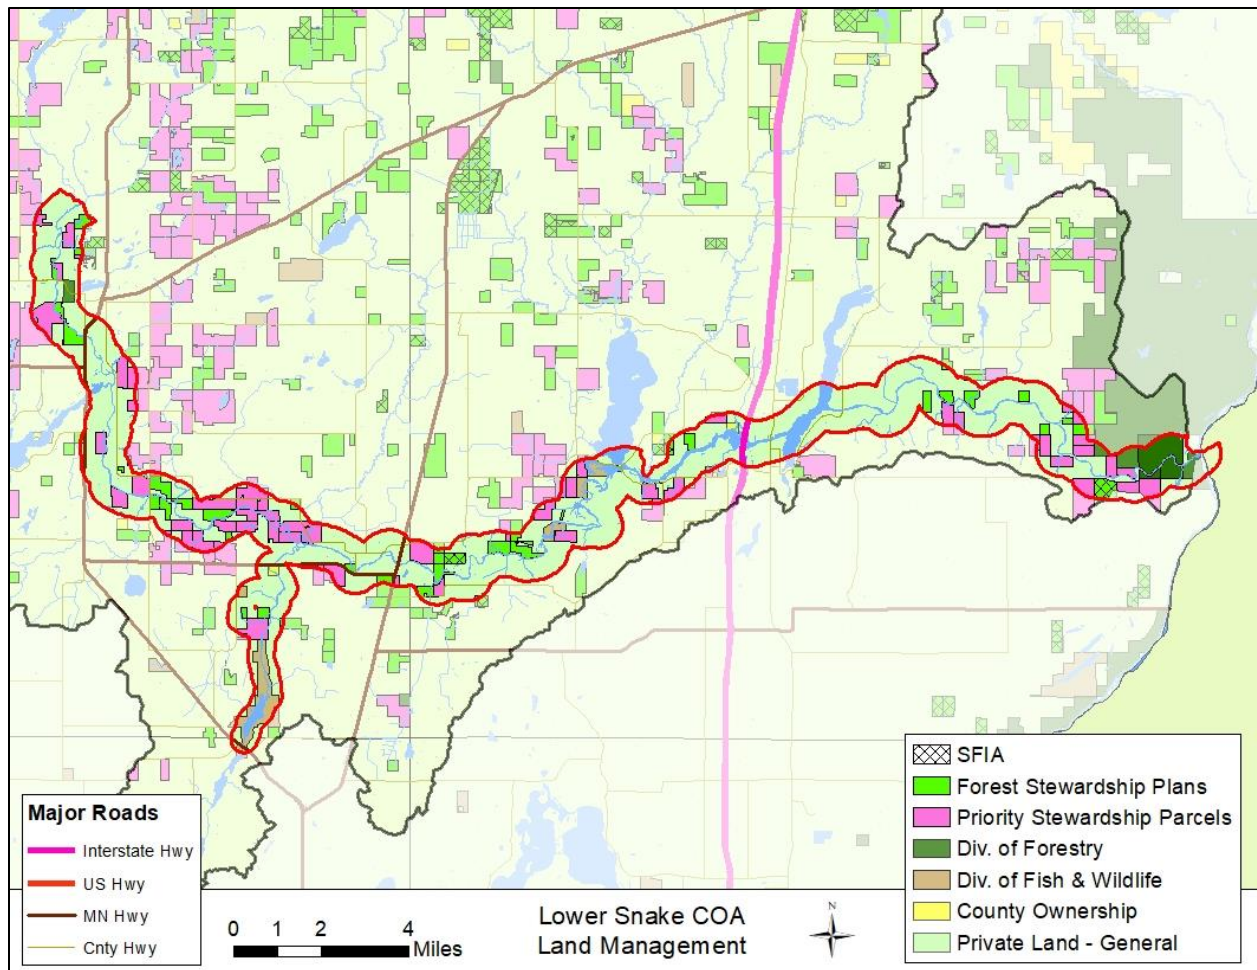 SFIA
Forest Stewardship Plans
Priority Stewardship Parcels
Div. of Forestry
Div. of Fish & Wildlife
County Ownership
Private Land - General
Major Roads
Interstate Hwy
US Hwy
MN Hwy
Cnty Hwy
0 1 2 4
Miles
Lower Snake COA
Land Management
N